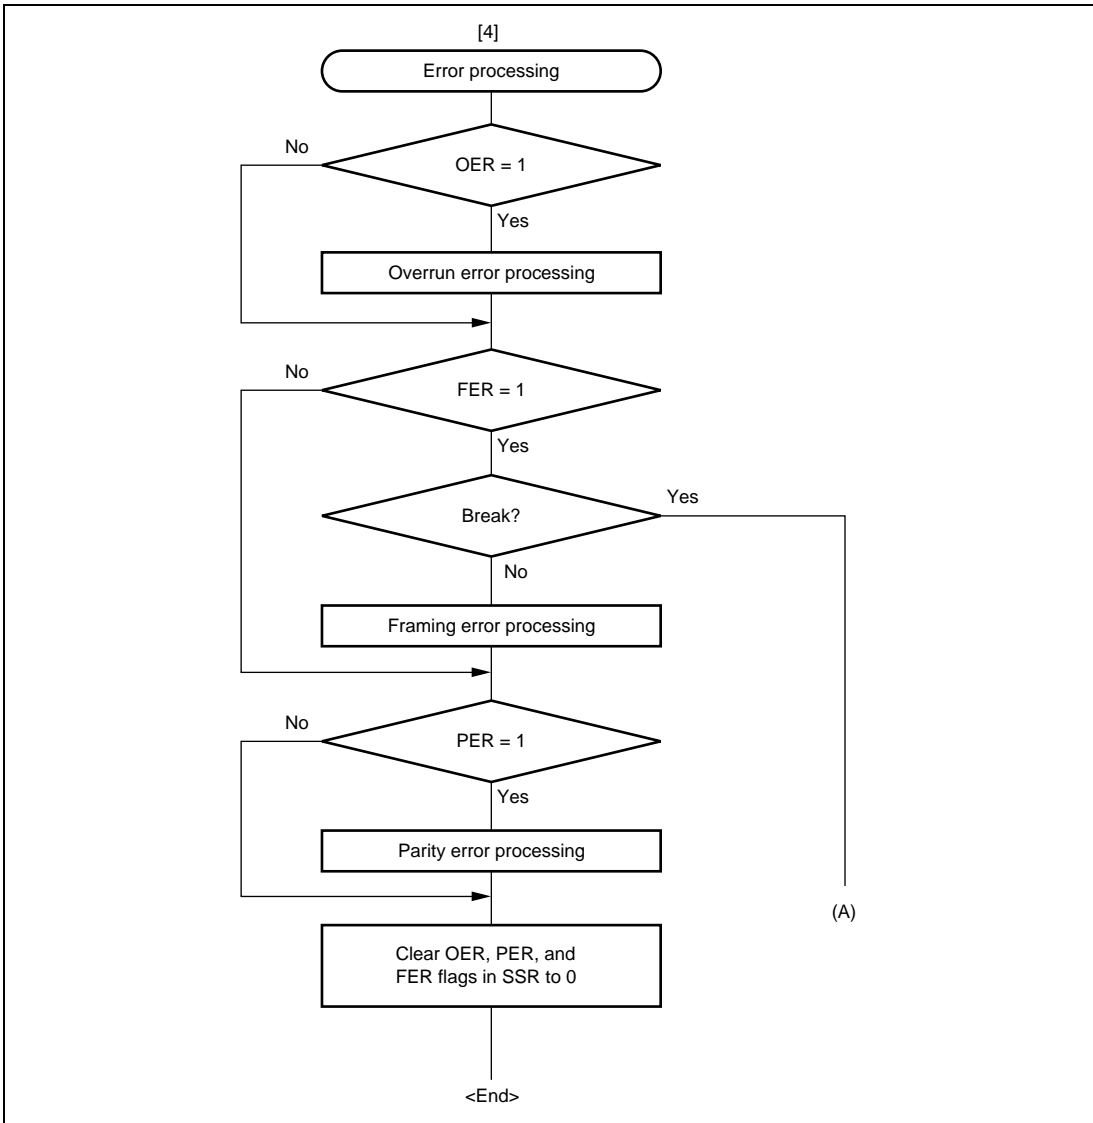 [4]
Error processing
No
OER = 1
Yes
Overrun error processing
No
FER = 1
Yes
Break?
Yes
No
Framing error processing
No
PER = 1
Yes
Parity error processing
(A)
Clear OER, PER, and
FER flags in SSR to 0
<End>